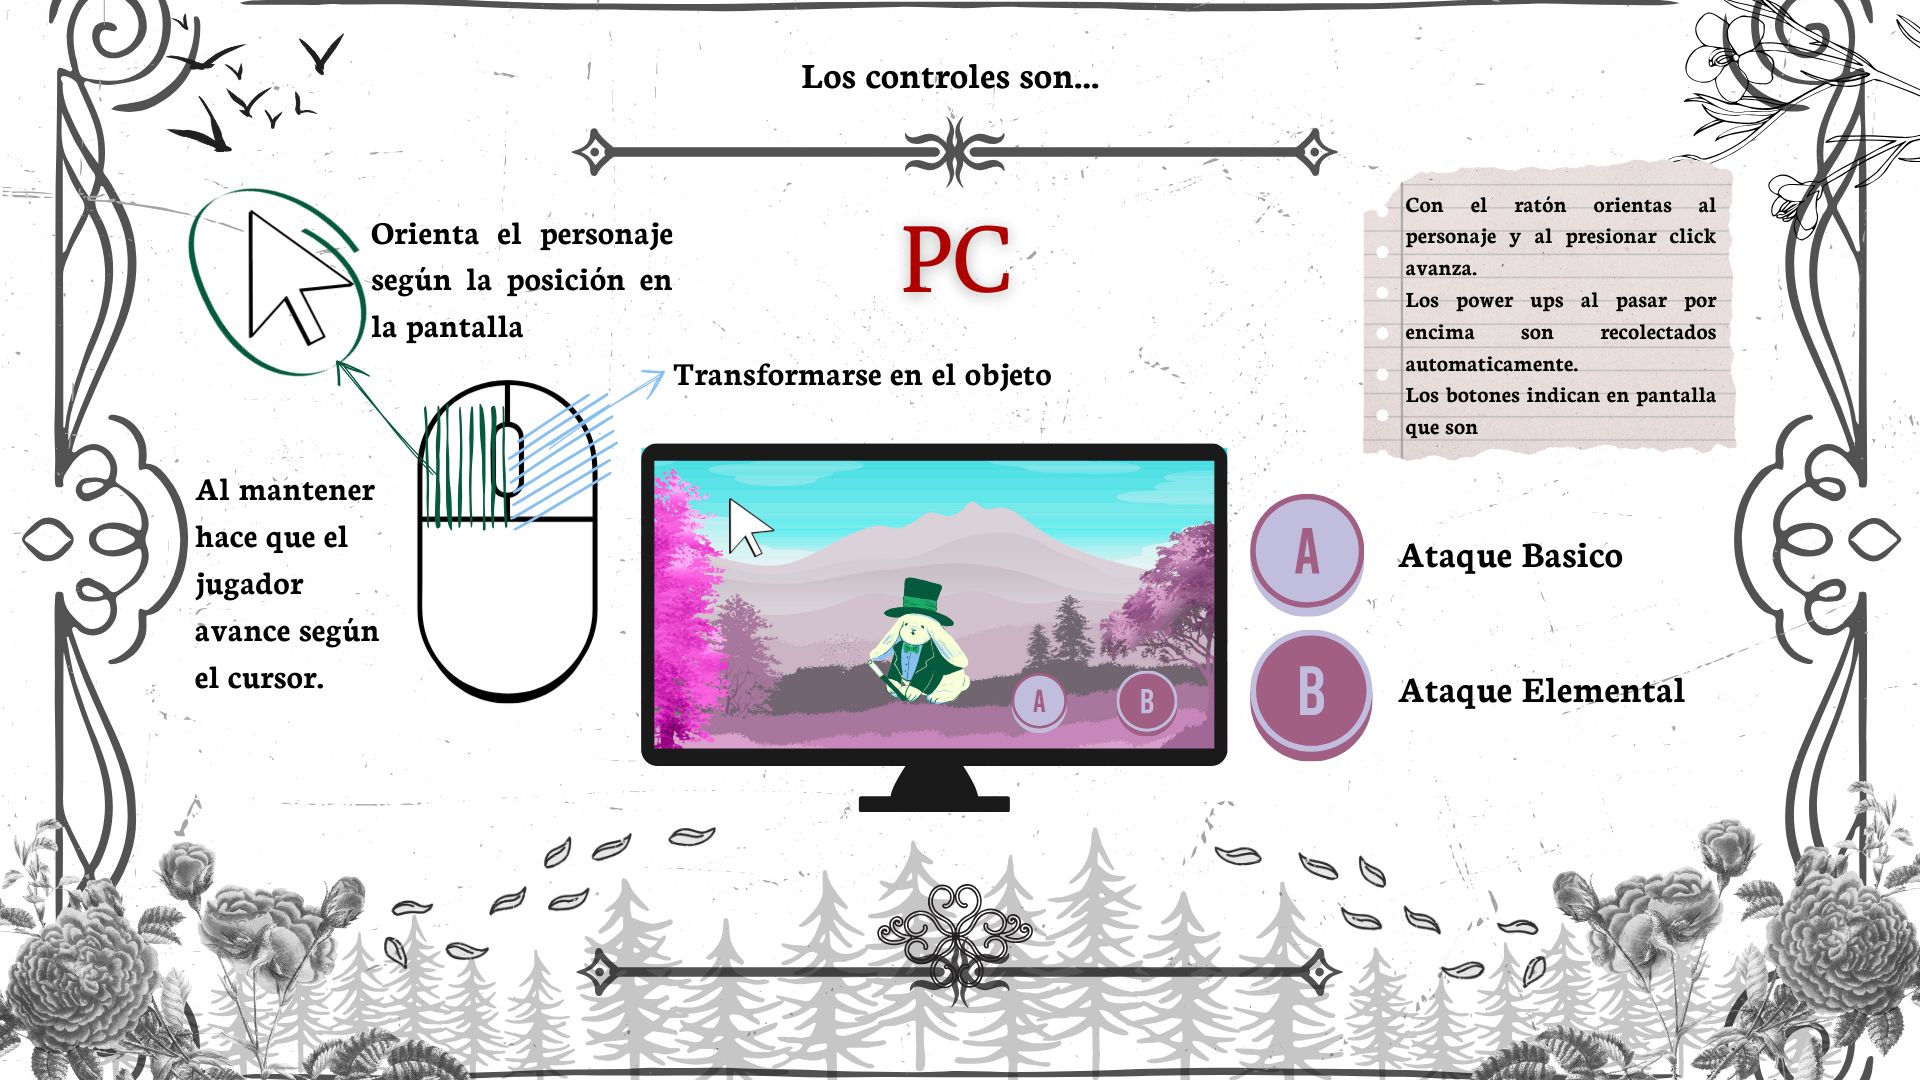 Los controles son...
PC
Orienta el personaje
según la posición en
la pantalla
Transformarse en el objeto
Al mantener
hace que el
jugador
avance según
el cursor.
Con el ratón orientas al
personaje y al presionar click
avanza.
Los power ups al pasar por
encima son recolectados
automaticamente.
Los botones indican en pantalla
que son
A
Ataque Basico
B
Ataque Elemental
A
B